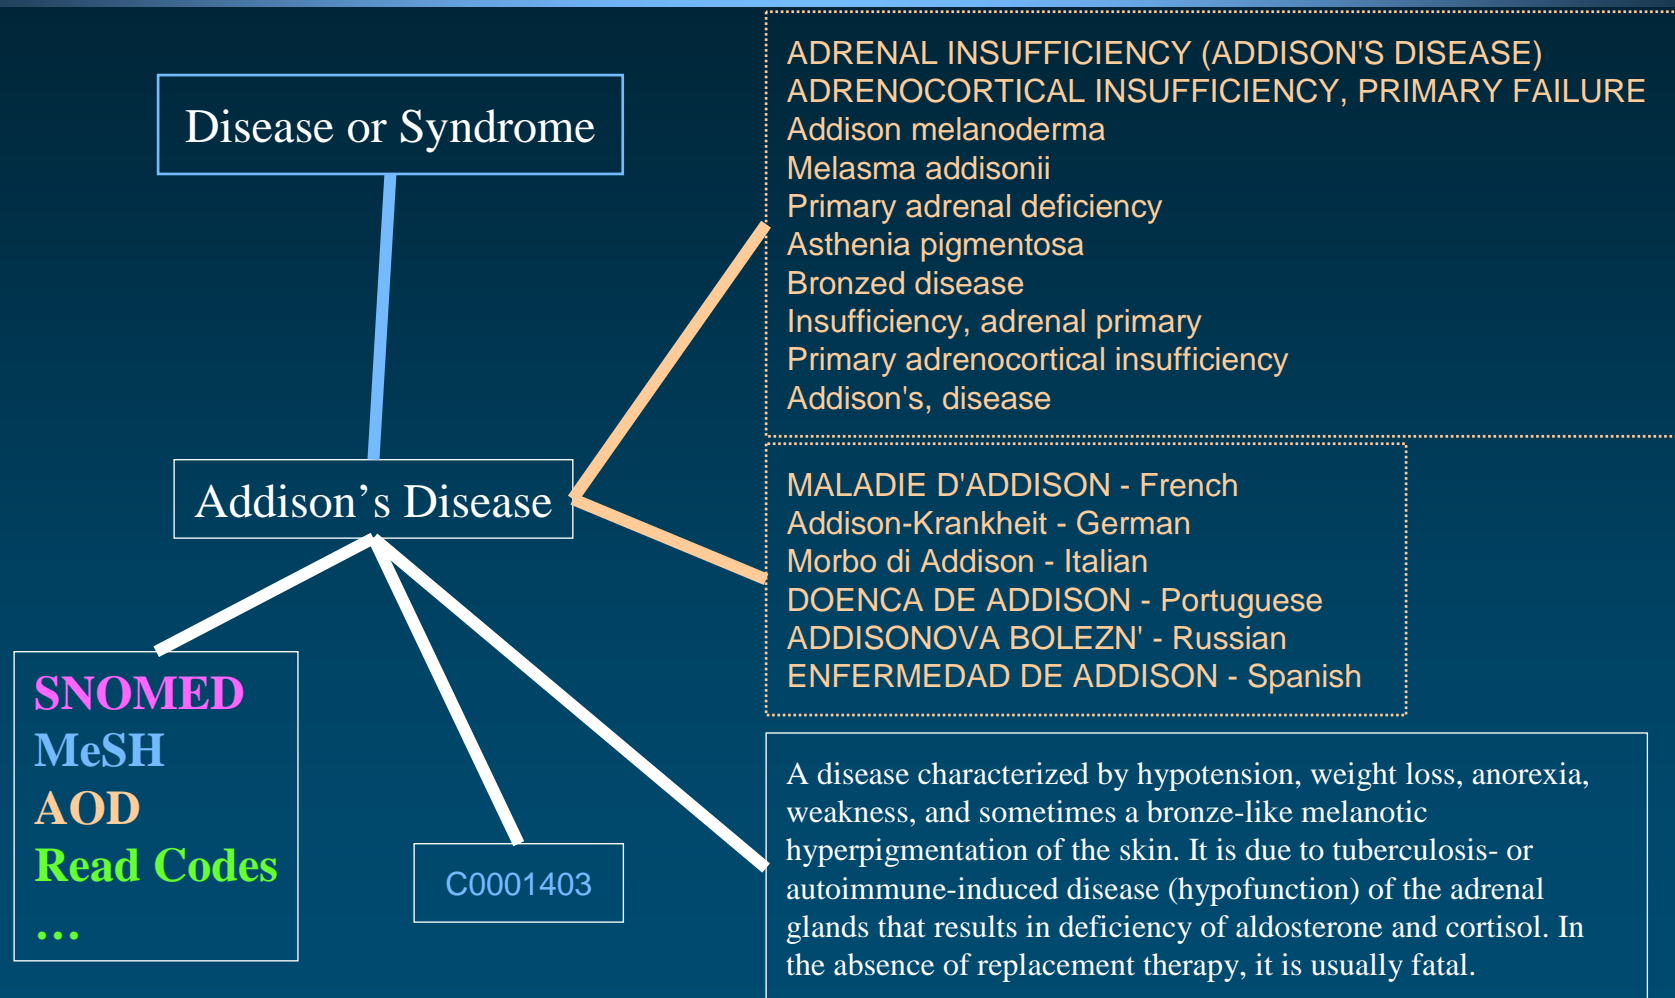 Disease or Syndrome
ADRENAL INSUFFICIENCY (ADDISON'S DISEASE)
ADRENOCORTICAL INSUFFICIENCY, PRIMARY FAILURE
Addison melanoderma
Melasma addisonii
Primary adrenal deficiency
Asthenia pigmentosa
Bronzed disease
Insufficiency, adrenal primary
Primary adrenocortical insufficiency
Addison's, disease
Addison’s Disease
MALADIE D'ADDISON - French
Addison-Krankheit - German
Morbo di Addison - Italian
DOENCA DE ADDISON - Portuguese
ADDISONOVA BOLEZN' - Russian
ENFERMEDAD DE ADDISON - Spanish
SNOMED
MeSH
AOD
Read Codes
…
C0001403
A disease characterized by hypotension, weight loss, anorexia,
weakness, and sometimes a bronze-like melanotic
hyperpigmentation of the skin. It is due to tuberculosis- or
autoimmune-induced disease (hypofunction) of the adrenal
glands that results in deficiency of aldosterone and cortisol. In
the absence of replacement therapy, it is usually fatal.